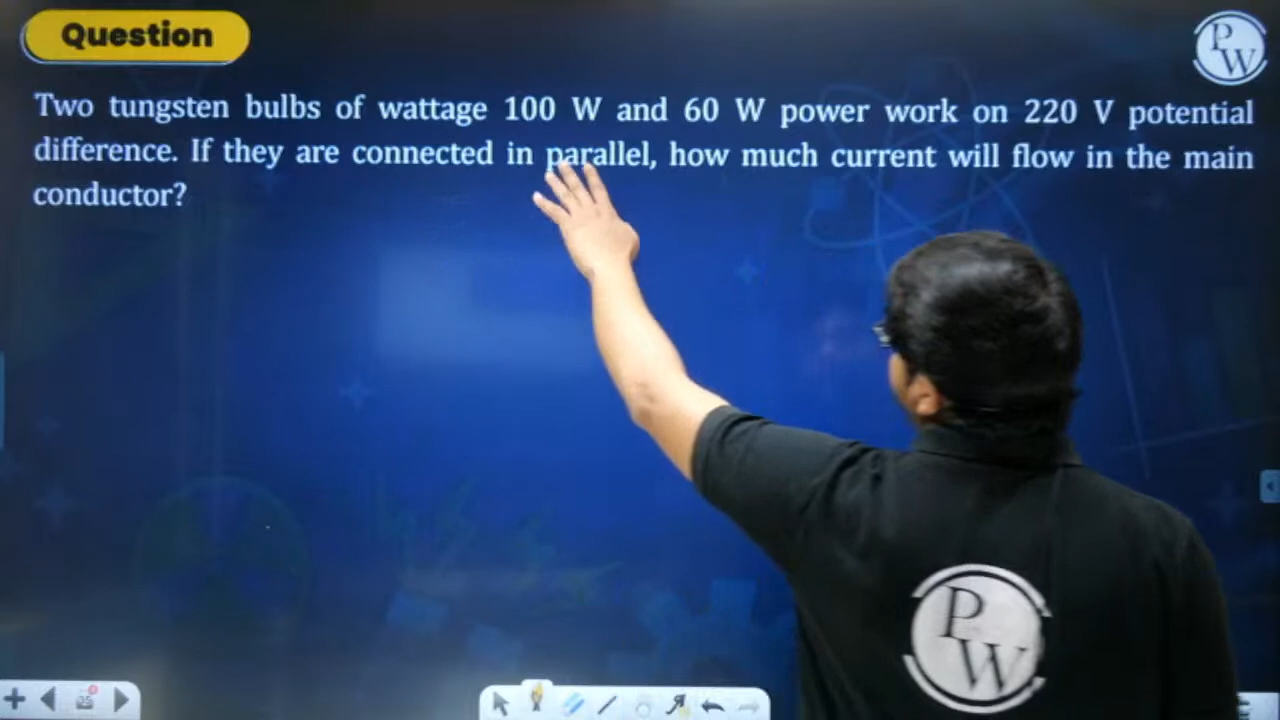 Question
PW
Two tungsten bulbs of wattage 100 W and 60 W power work on 220 V potential
difference. If they are connected in parallel, how much current will flow in the main
conductor?
PW
25